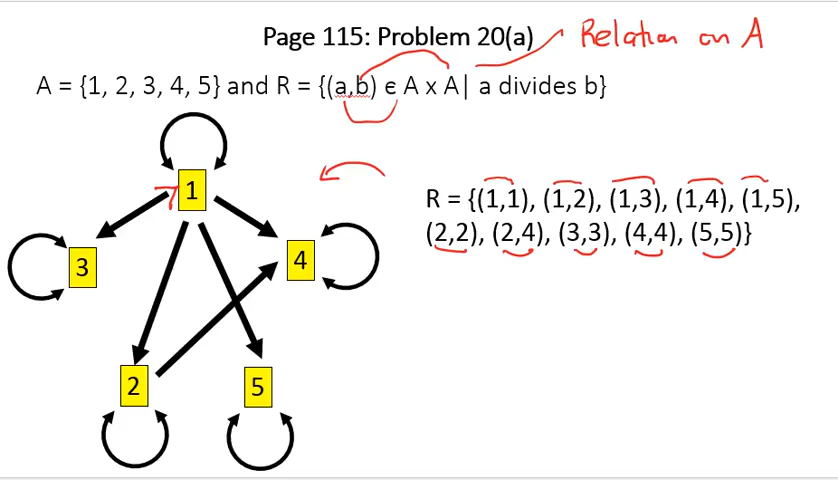 Page 115: Problem 20(a) Relation on A
A = {1, 2, 3, 4, 5} and R = {(a,b) є A x A| a divides b}
1
R = {(1,1), (1,2), (1,3), (1,4), (1,5),
(2,2), (2,4), (3,3), (4,4), (5,5)}
3
4
2
5